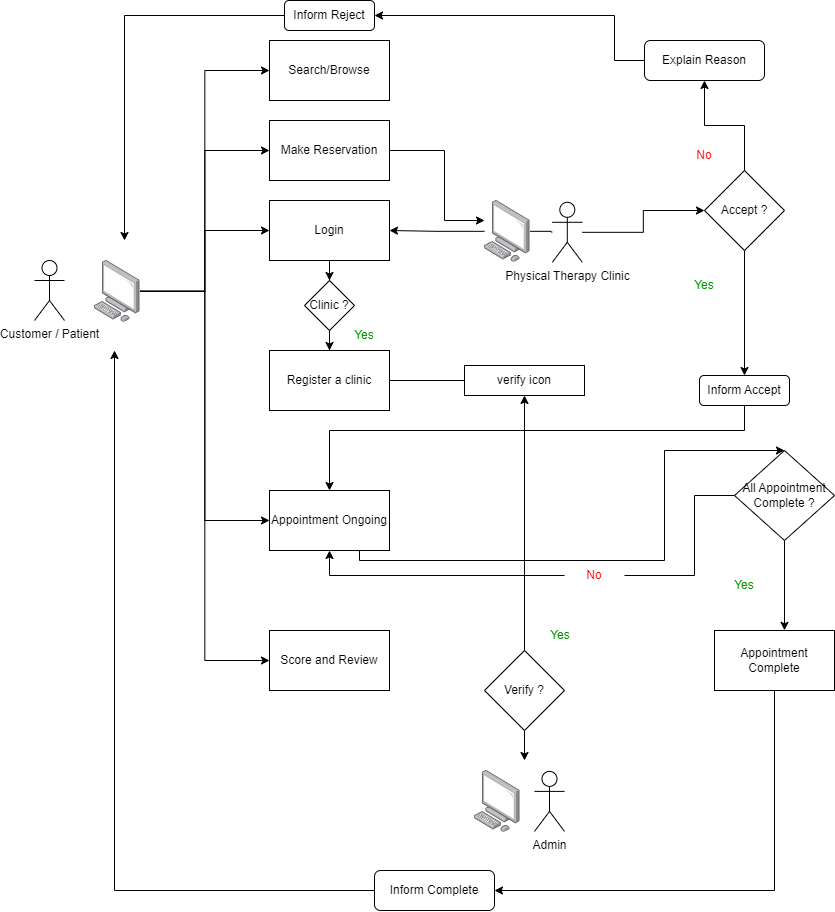 Inform Reject
Search/Browse
Explain Reason
Make Reservation
No
Login
Accept ?
Physical Therapy Clinic
Customer / Patient
Clinic ?
Yes
Yes
Register a clinic
verify icon
Inform Accept
Appointment Ongoing
All Appointment
Complete ?
No
Yes
Yes
Score and Review
Appointment
Complete
Verify ?
Admin
Inform Complete